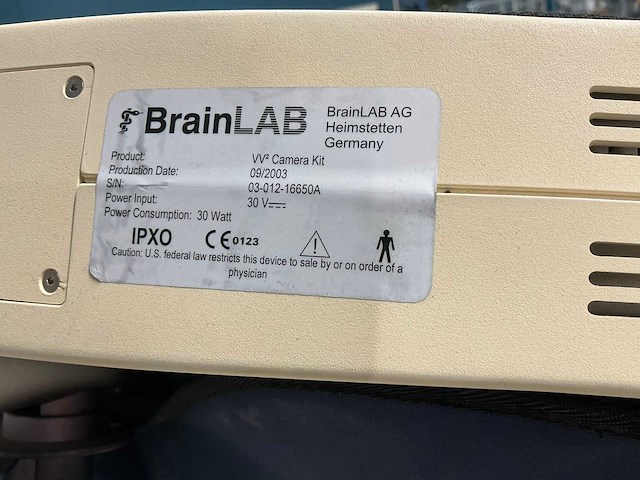 BrainLAB
BrainLAB AG
Heimstetten
Germany
Product: VV² Camera Kit
Production Date: 09/2003
S/N: 03-012-16650A
Power Input: 30 V⎓
Power Consumption: 30 Watt
IPXO CE 0123
Caution: U.S. federal law restricts this device to sale by or on order of a
physician